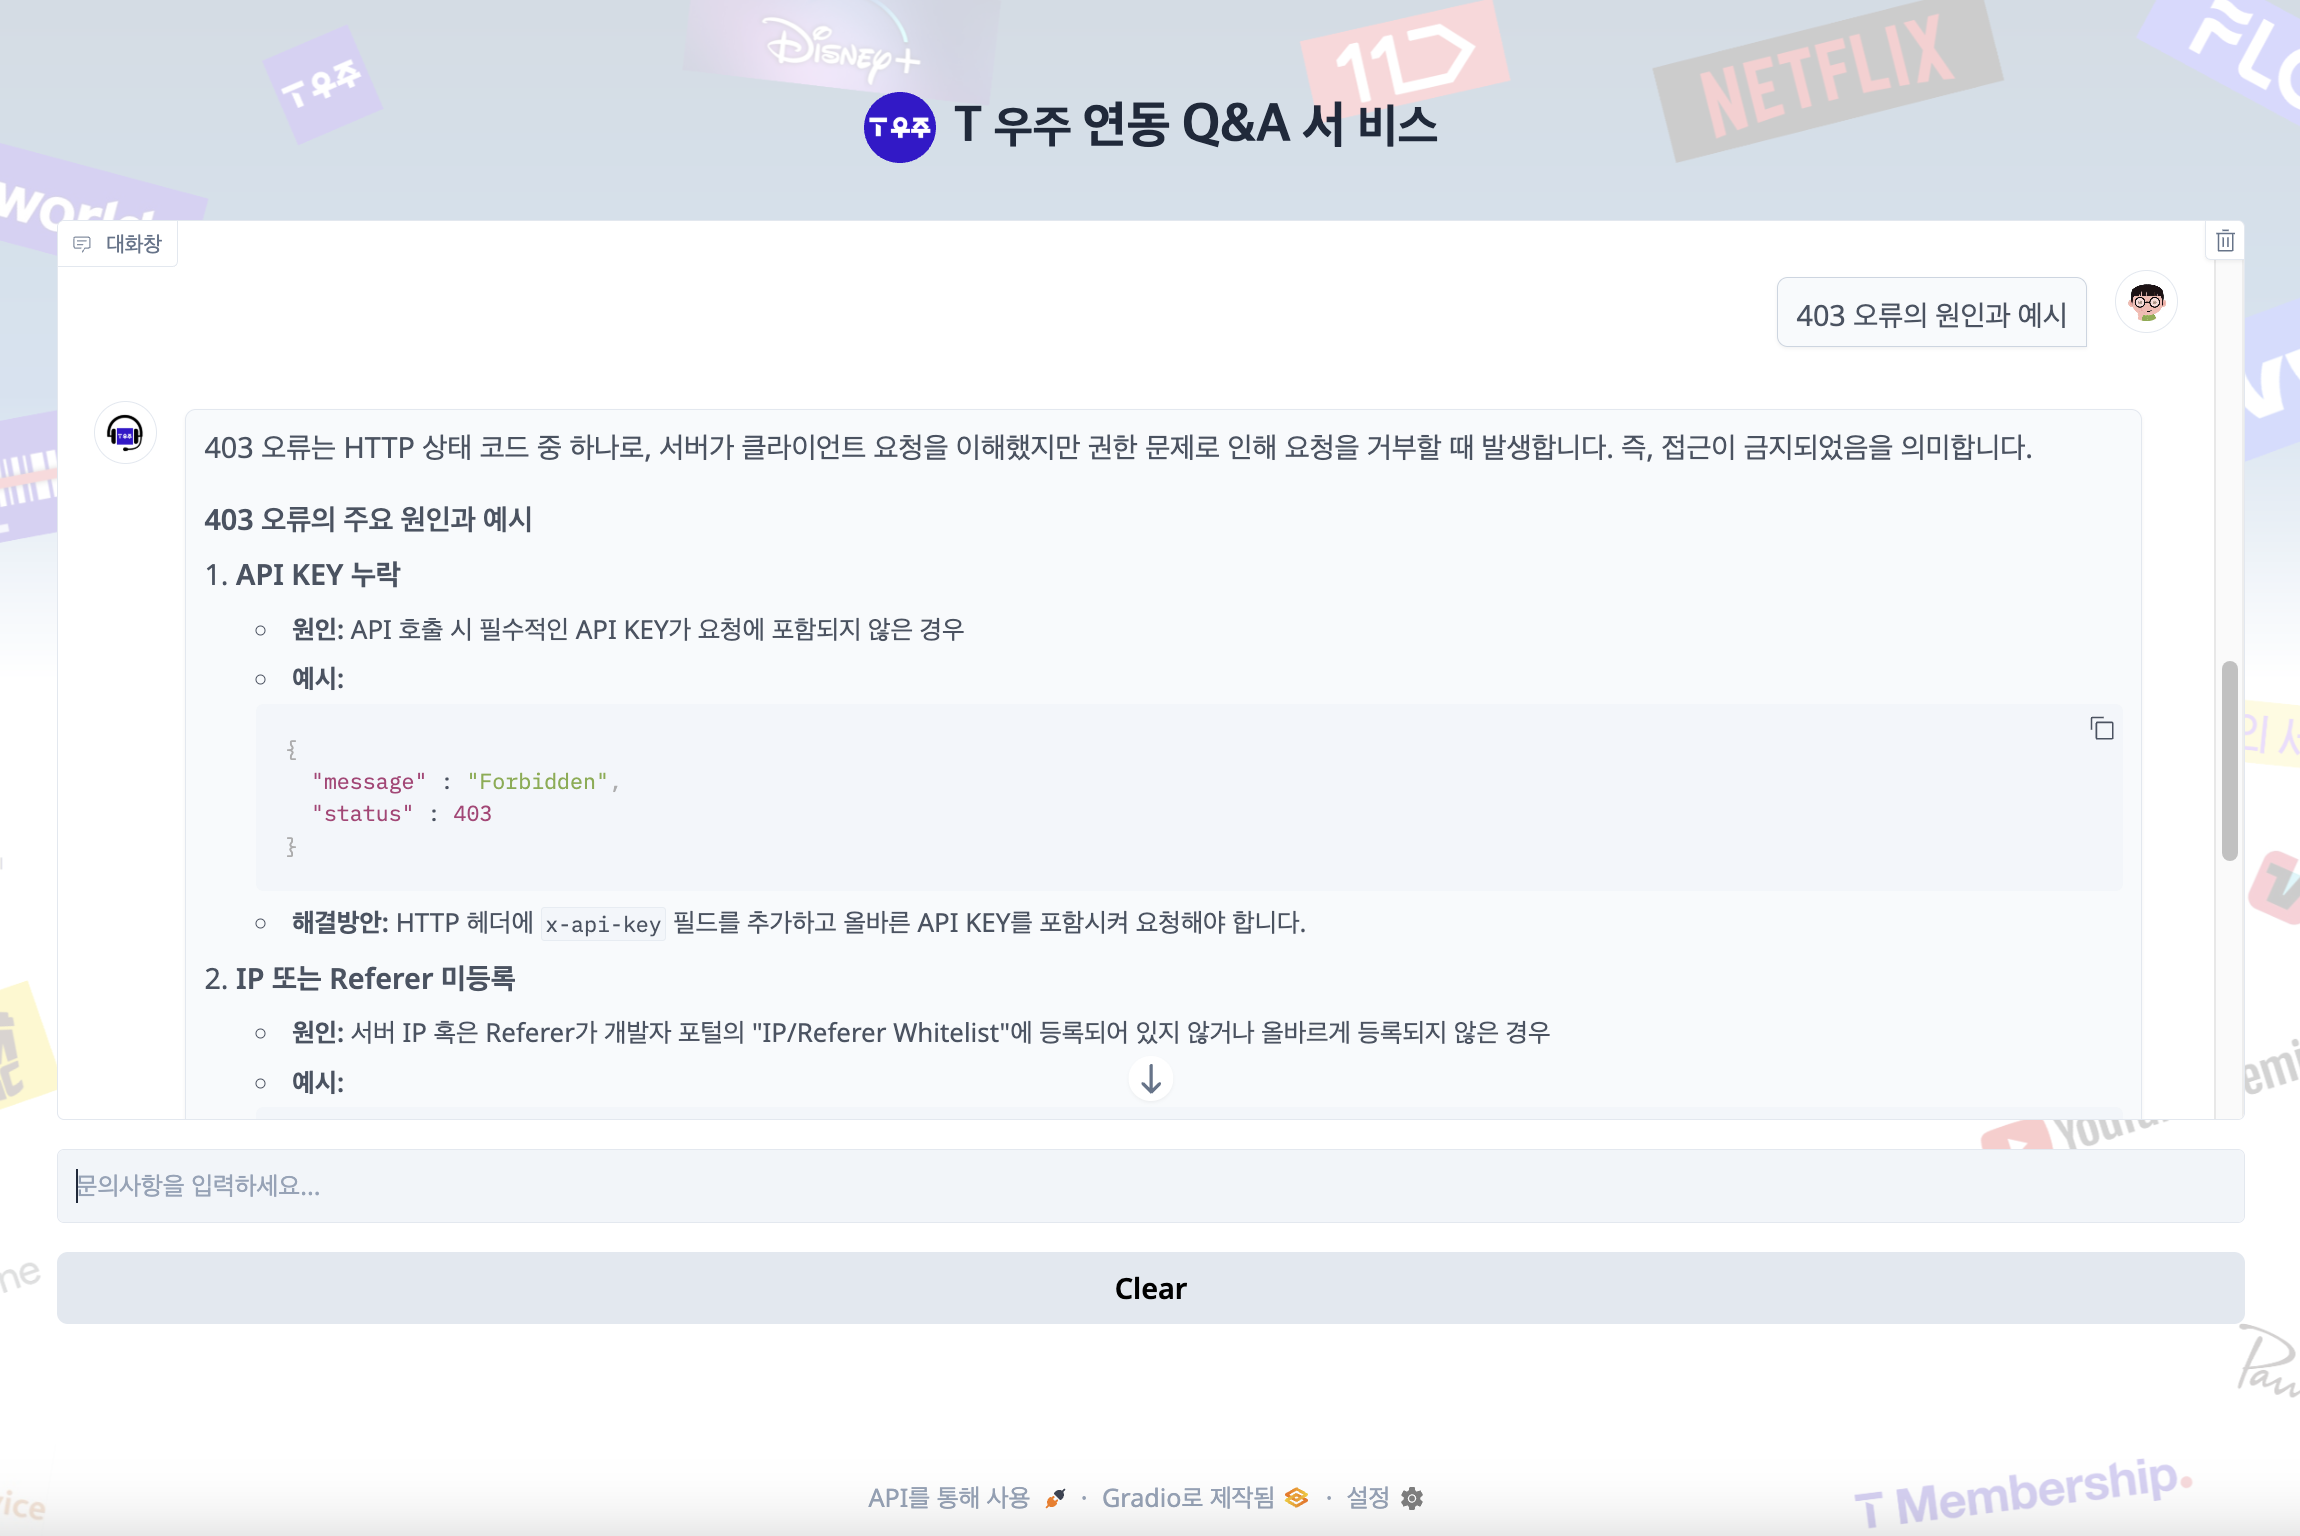 T우주
Disney+
11
NETFLIX
FLO
T우주
T 우주 연동 Q&A 서 비스
world
대화창
403 오류의 원인과 예시
403 오류는 HTTP 상태 코드 중 하나로, 서버가 클라이언트 요청을 이해했지만 권한 문제로 인해 요청을 거부할 때 발생합니다. 즉, 접근이 금지되었음을 의미합니다.
403 오류의 주요 원인과 예시
1. API KEY 누락
원인: API 호출 시 필수적인 API KEY가 요청에 포함되지 않은 경우
예시:
{
"message" : "Forbidden",
"status" : 403
}
해결방안: HTTP 헤더에 x-api-key 필드를 추가하고 올바른 API KEY를 포함시켜 요청해야 합니다.
2. IP 또는 Referer 미등록
원인: 서버 IP 혹은 Referer가 개발자 포털의 "IP/Referer Whitelist"에 등록되어 있지 않거나 올바르게 등록되지 않은 경우
예시:
문의사항을 입력하세요...
Clear
API를 통해 사용 · Gradio로 제작됨 · 설정
T Membership.